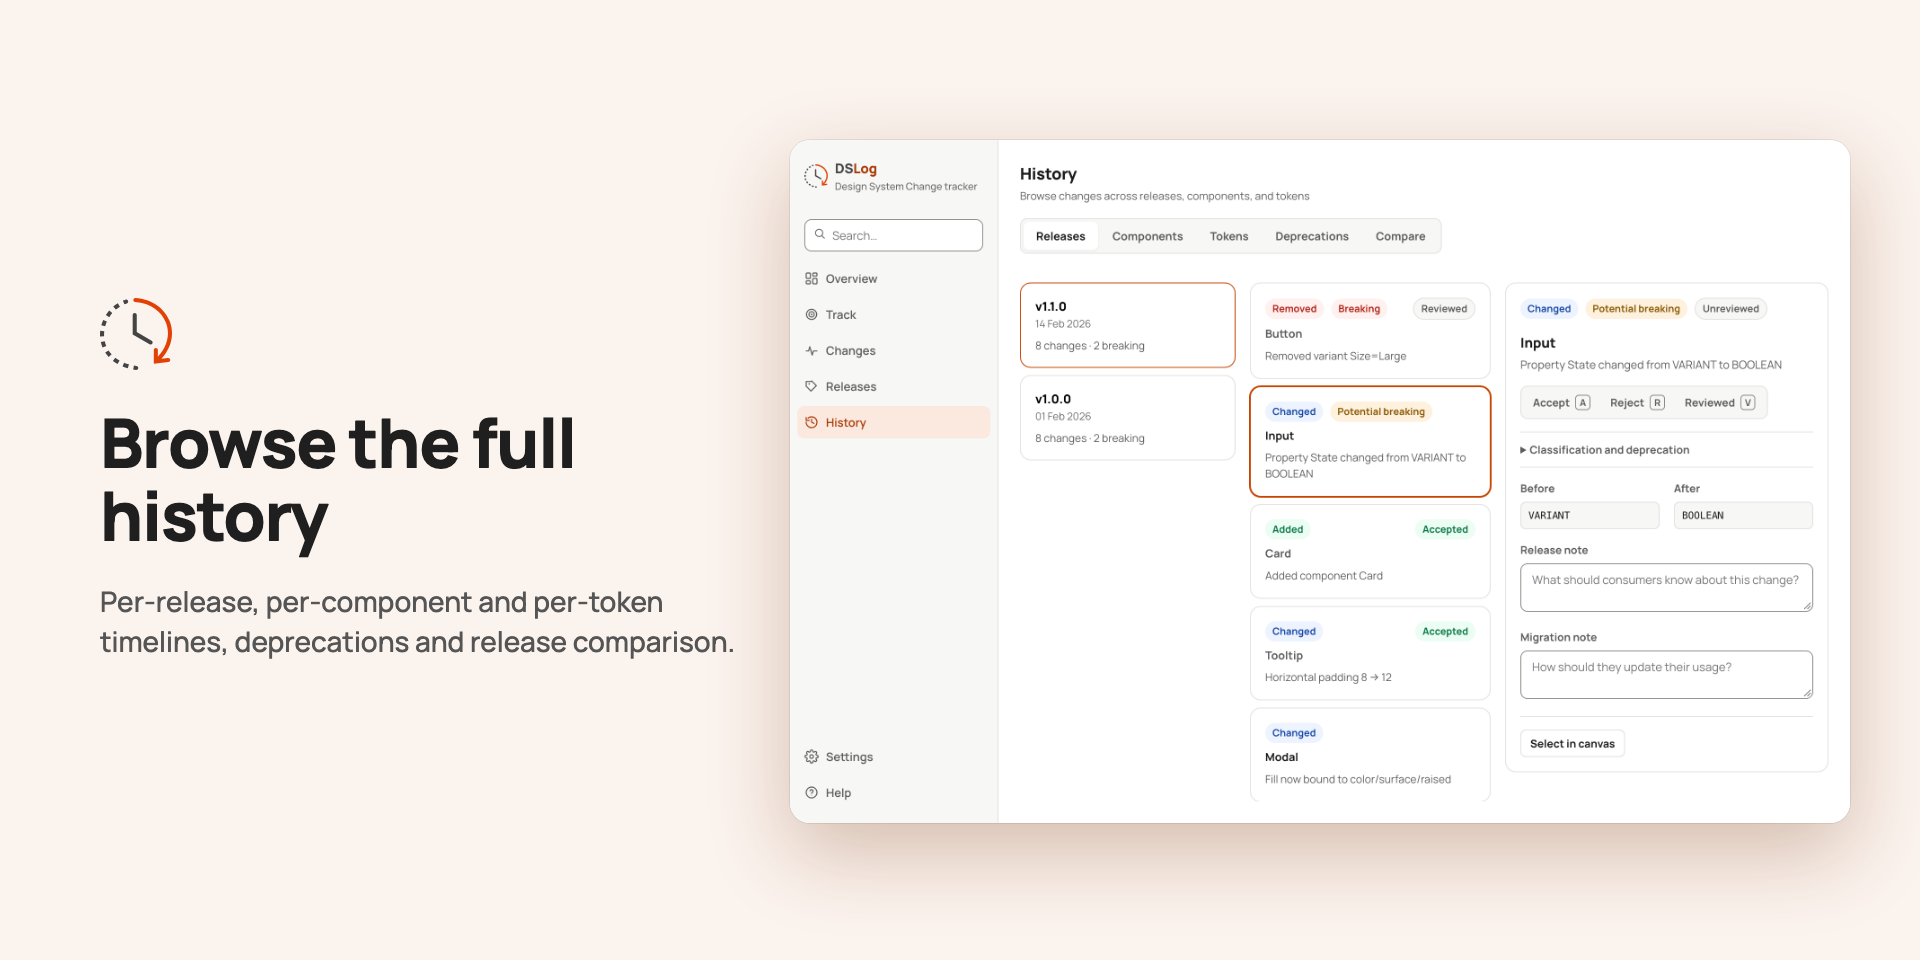 Browse the full
history
Per-release, per-component and per-token
timelines, deprecations and release comparison.
DSLog
Design System Change tracker
Search...
Overview
Track
Changes
Releases
History
Settings
Help
History
Browse changes across releases, components, and tokens
Releases Components Tokens Deprecations Compare
v1.1.0
14 Feb 2026
8 changes · 2 breaking
v1.0.0
01 Feb 2026
8 changes · 2 breaking
Removed Breaking Reviewed
Button
Removed variant Size=Large
Changed Potential breaking
Input
Property State changed from VARIANT to
BOOLEAN
Added Accepted
Card
Added component Card
Changed Accepted
Tooltip
Horizontal padding 8 → 12
Changed
Modal
Fill now bound to color/surface/raised
Changed Potential breaking Unreviewed
Input
Property State changed from VARIANT to BOOLEAN
Accept A Reject R Reviewed V
Classification and deprecation
Before After
VARIANT BOOLEAN
Release note
What should consumers know about this change?
Migration note
How should they update their usage?
Select in canvas